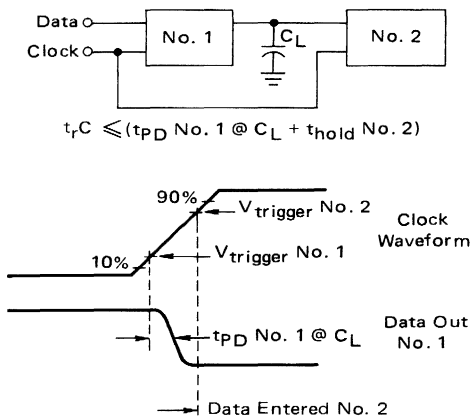 Data
No. 1
C_L
No. 2
Clock
t_rC ⩽ (t_PD No. 1 @ C_L + t_hold No. 2)
90%
V_trigger No. 2
Clock
Waveform
V_trigger No. 1
10%
t_PD No. 1 @ C_L
Data Out
No. 1
Data Entered No. 2